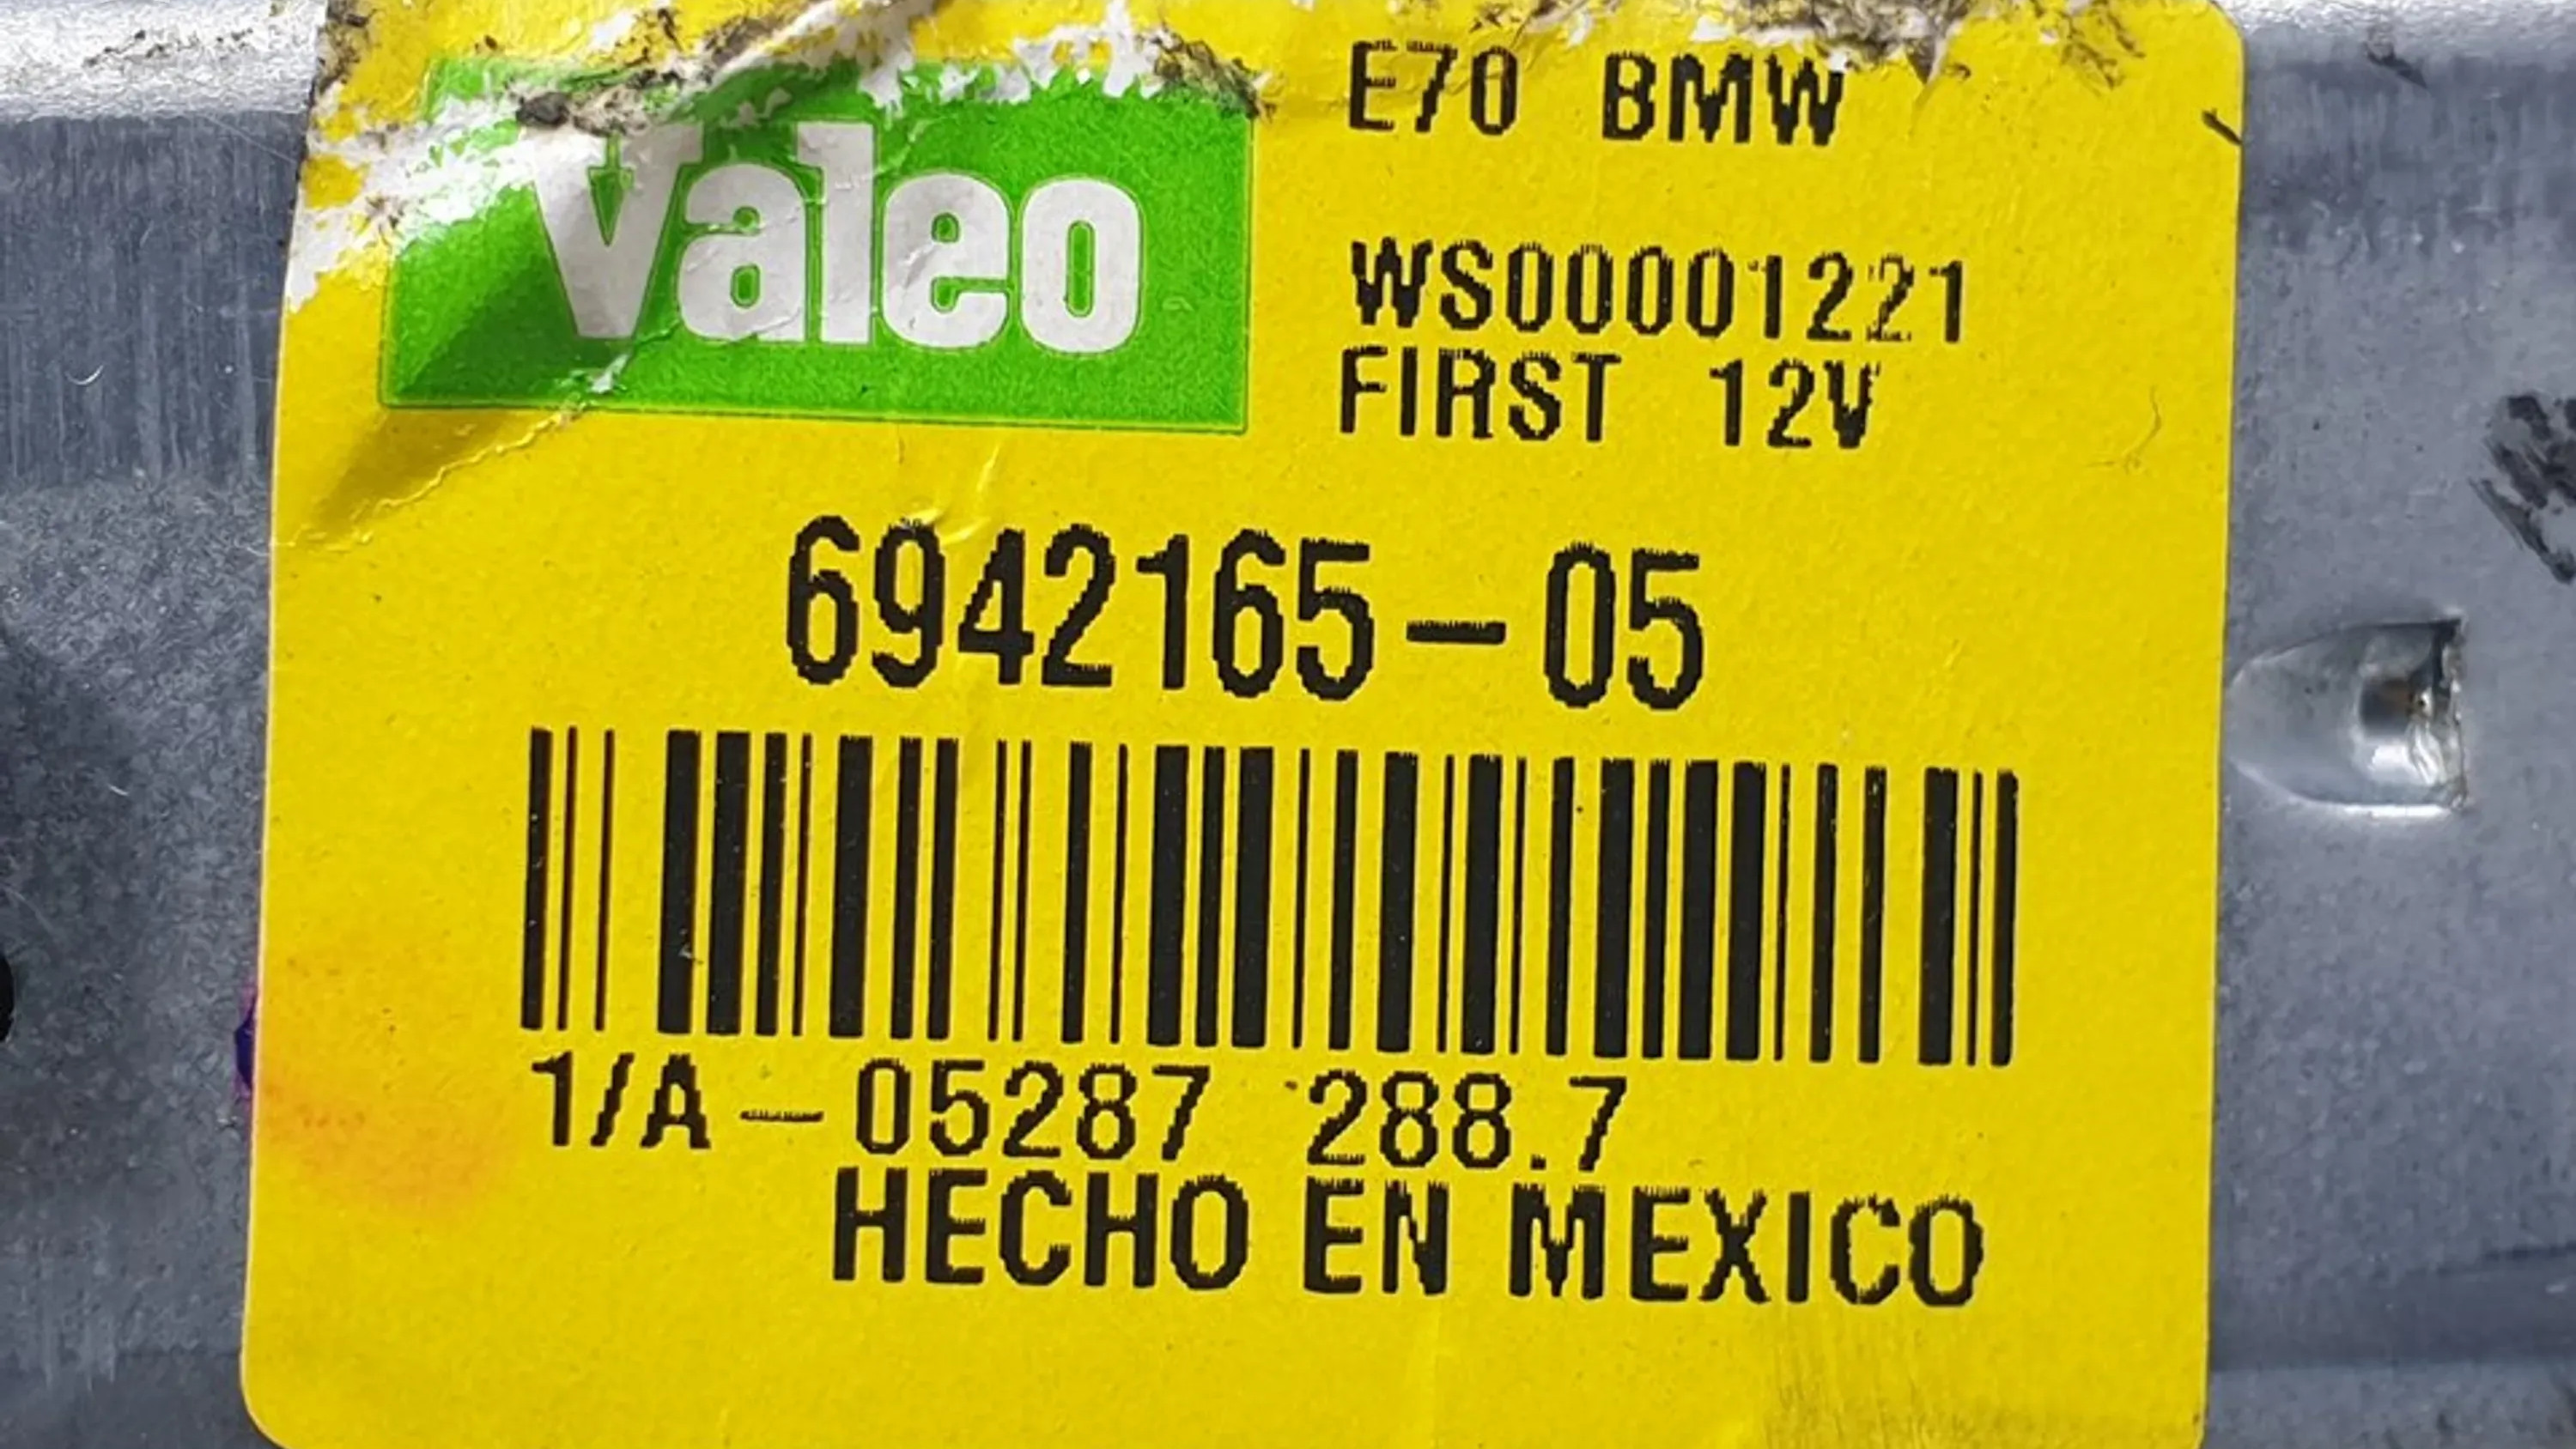 Valeo
E70 BMW
WS00001221
FIRST 12V
6942165-05
1/A-05287 288.7
HECHO EN MEXICO